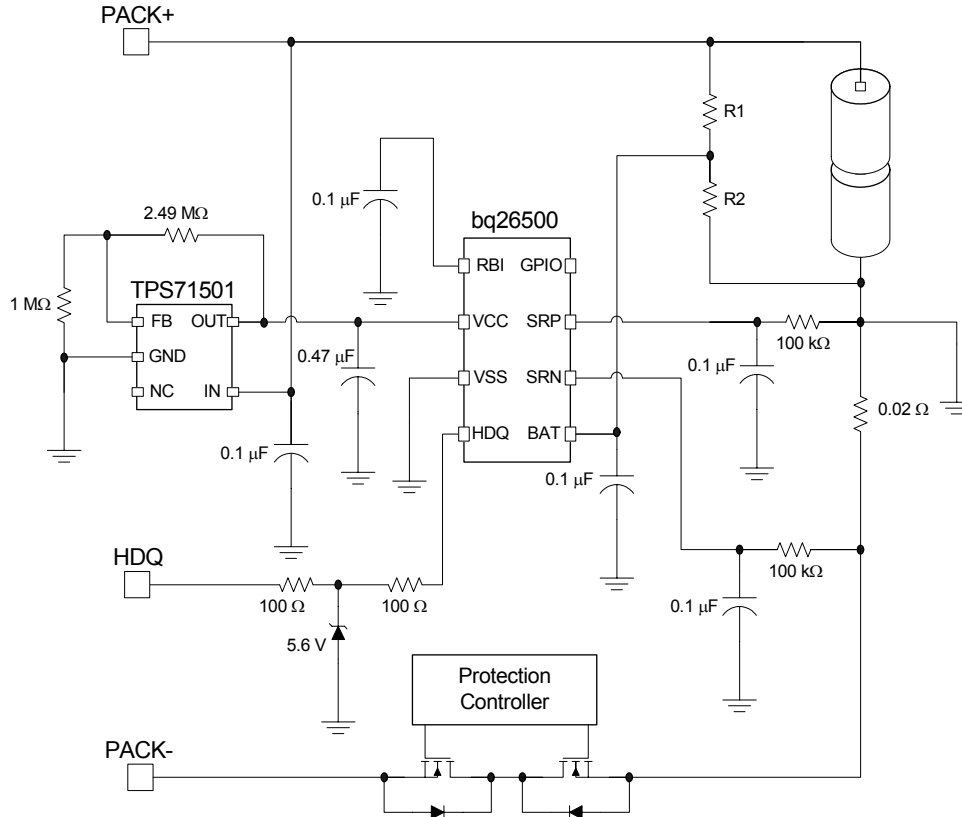 PACK+
R1
R2
0.1 μF
bq26500
2.49 MΩ
RBI GPIO
1 MΩ
TPS71501
FB OUT
VCC SRP
100 kΩ
GND
0.47 μF
0.1 μF
VSS SRN
NC IN
0.02 Ω
HDQ BAT
0.1 μF
0.1 μF
HDQ
100 kΩ
100 Ω
100 Ω
0.1 μF
5.6 V
Protection
Controller
PACK-